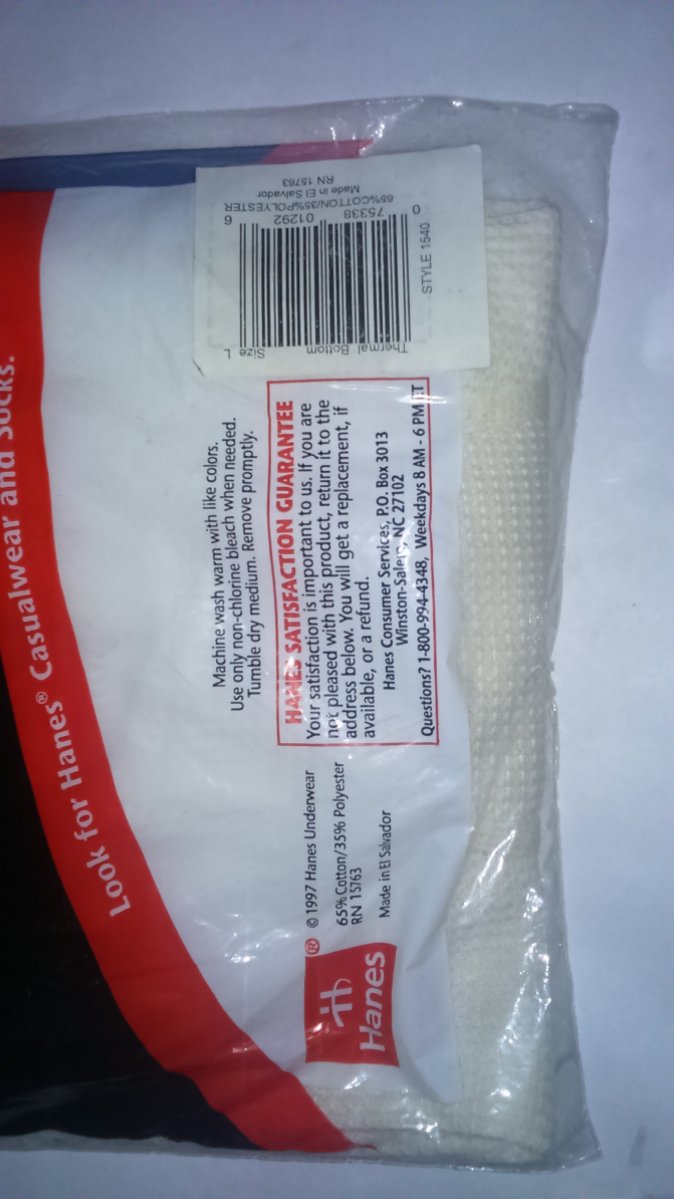 Look for Hanes® Casualwear and Socks.
Machine wash warm with like colors.
Use only non-chlorine bleach when needed.
Tumble dry medium. Remove promptly.
HANES SATISFACTION GUARANTEE
Your satisfaction is important to us. If you are
not pleased with this product, return it to the
address below. You will get a replacement, if
available, or a refund.
Hanes Consumer Services, P.O. Box 3013
Winston-Salem, NC 27102
Questions? 1-800-994-4348, Weekdays 8 AM - 6 PM ET
® © 1997 Hanes Underwear
65% Cotton/35% Polyester
RN 15763
Made in El Salvador
Hanes
STYLE 1540
Thermal Bottom Size L
0 75338 01292 6
65%COTTON/35%POLYESTER
Made in El Salvador
RN 15763